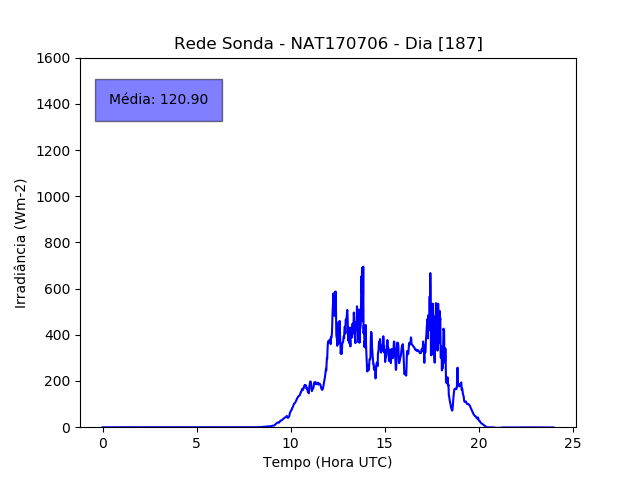 Rede Sonda - NAT170706 - Dia [187]
1600
1400
1200
1000
800
600
400
200
0
Média: 120.90
Irradiância (Wm-2)
0 5 10 15 20 25
Tempo (Hora UTC)